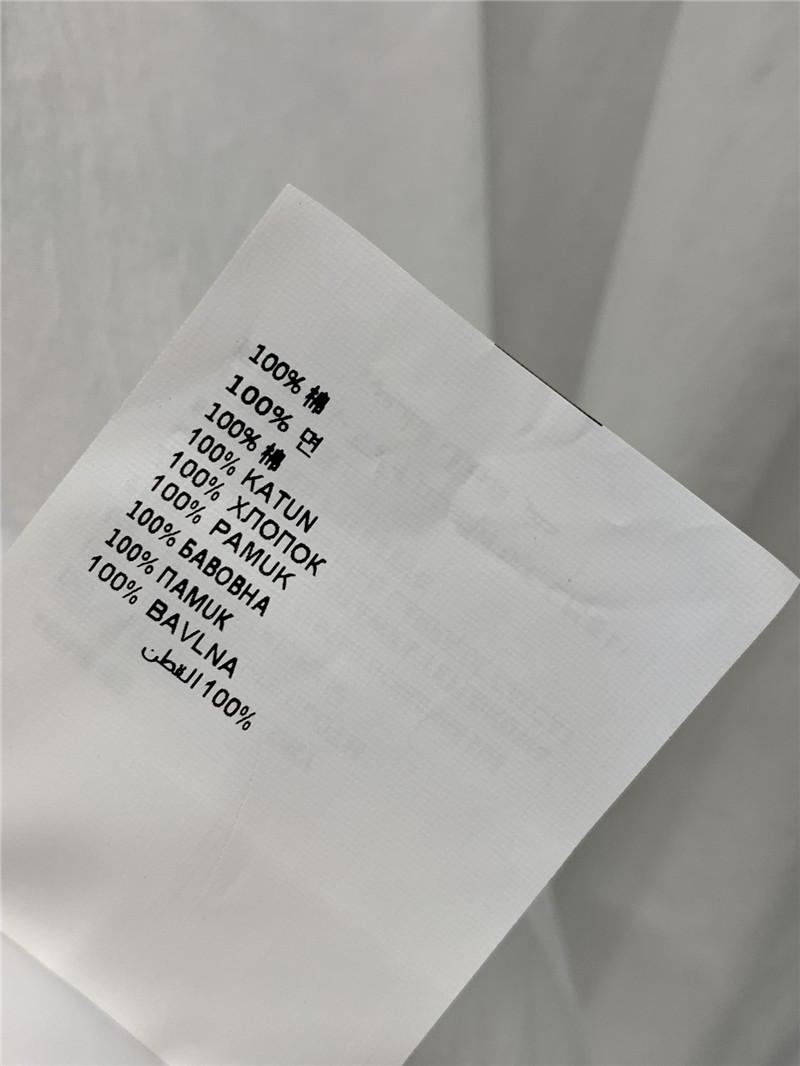 100% 棉
100% 면
100% 棉
100% KATUN
100% ХЛОПОК
100% PAMUK
100% БАВОВНА
100% ПАМУК
100% BAVLNA
100% القطن